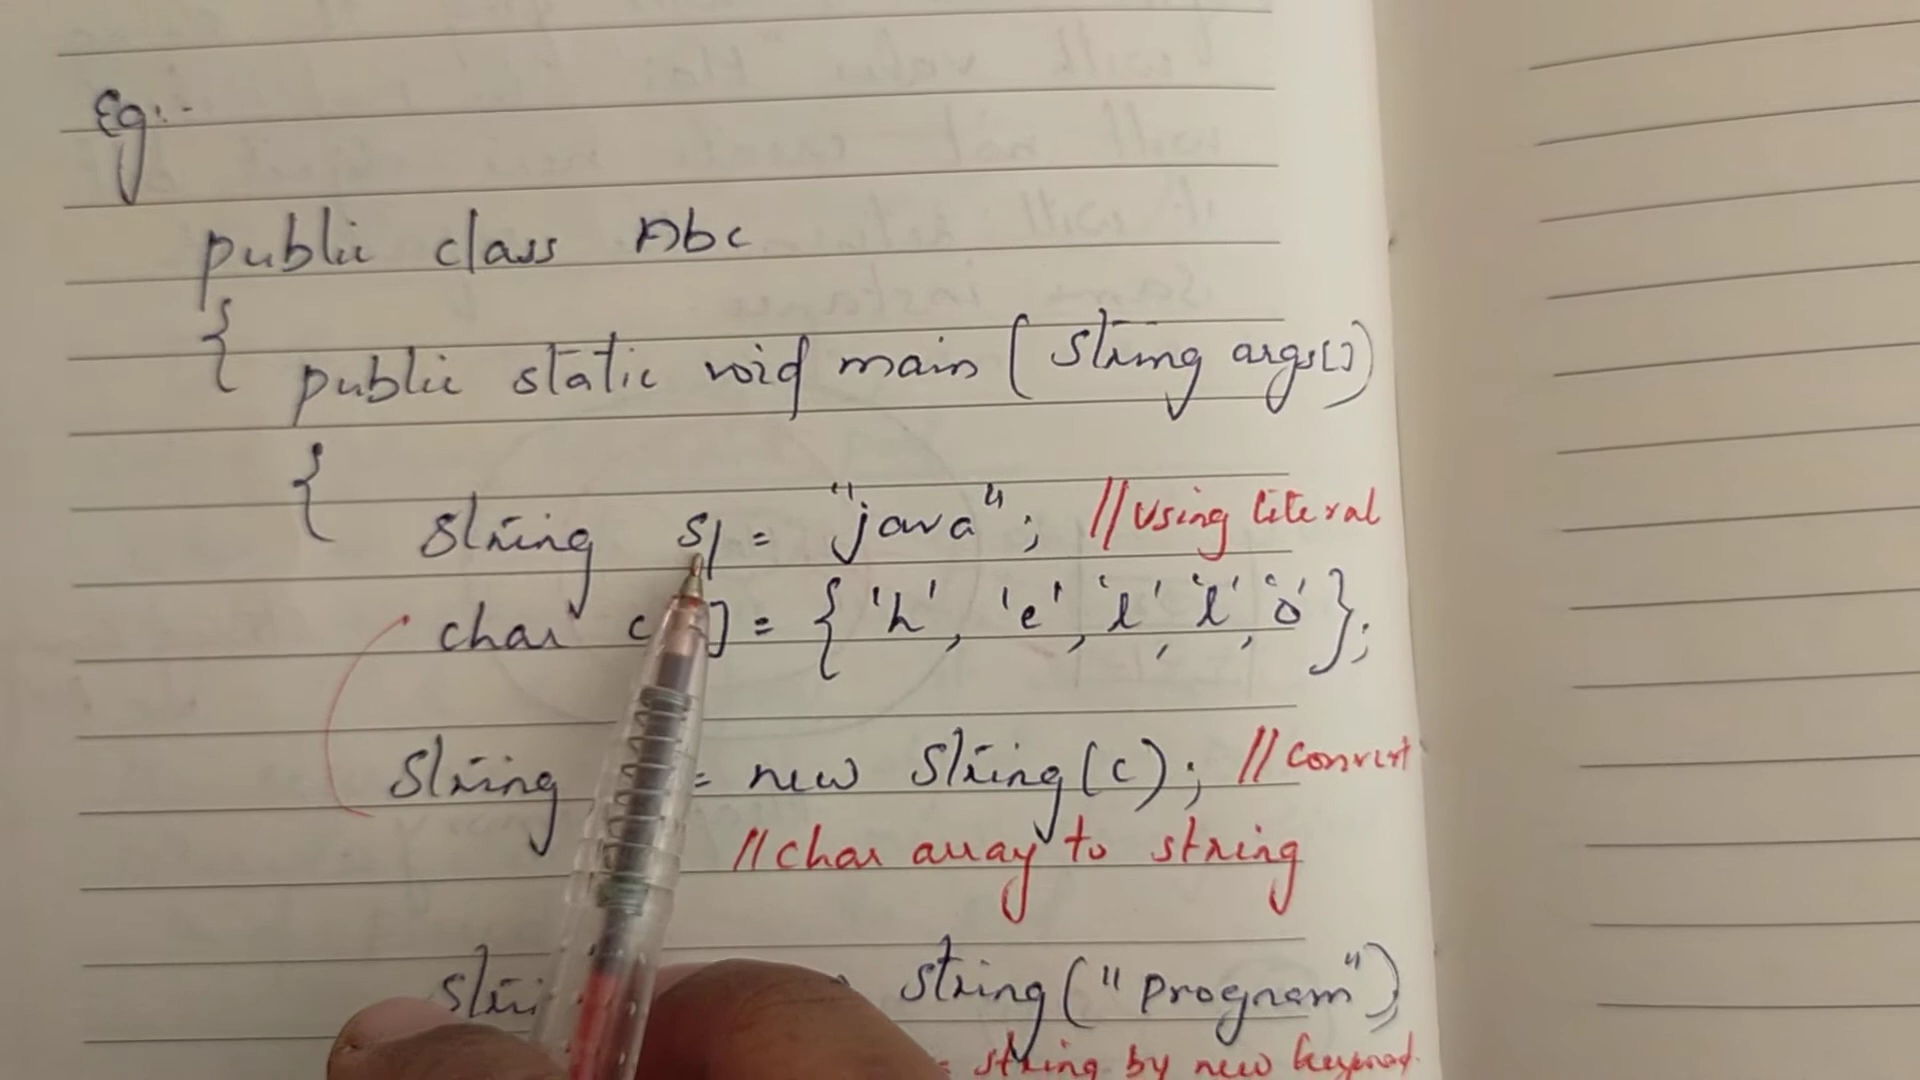 Eg:-
public class Abc
{
public static void main (String args[])
{
String s1 = "java"; //Using literal
char c ] = {'h', 'e', 'l', 'l', 'o'};
String = new String(c); //Convert
//char array to string
String("program")
string by new keyword